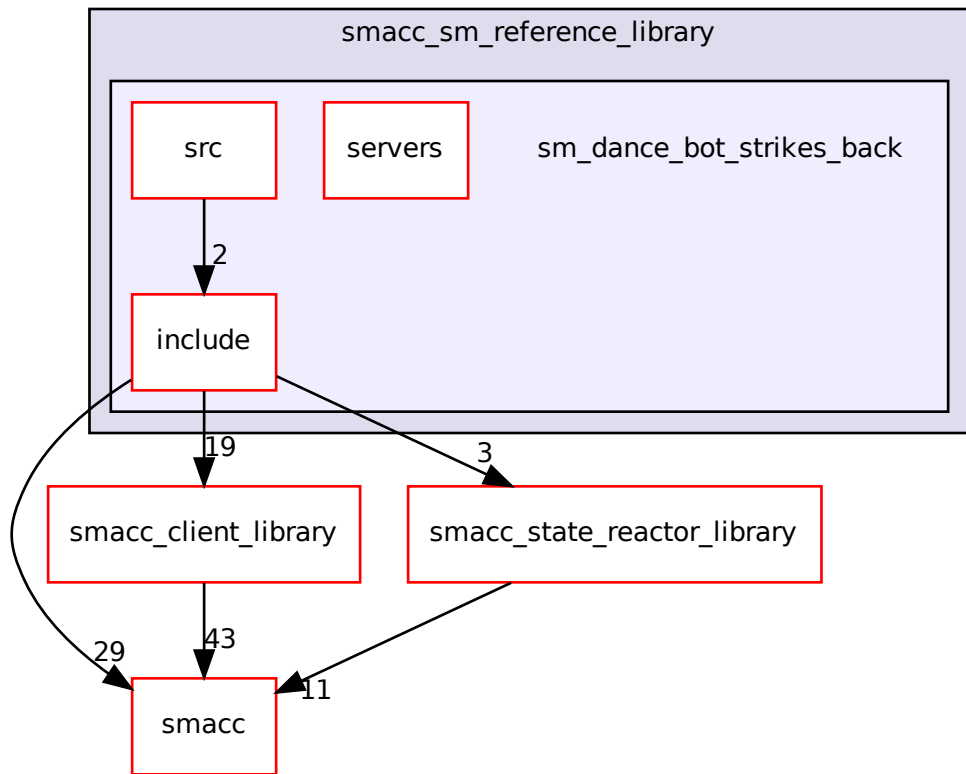 smacc_sm_reference_library
src
servers
sm_dance_bot_strikes_back
2
include
19
3
smacc_client_library
smacc_state_reactor_library
29
43
11
smacc